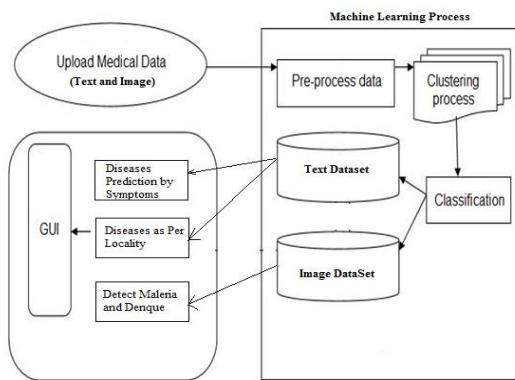 Machine Learning Process
Upload Medical Data
(Text and Image)
Pre-process data
Clustering
process
Diseases
Prediction by
Symptoms
Text Dataset
Classification
GUI
Diseases as Per
Locality
Image DataSet
Detect Maleria
and Denque